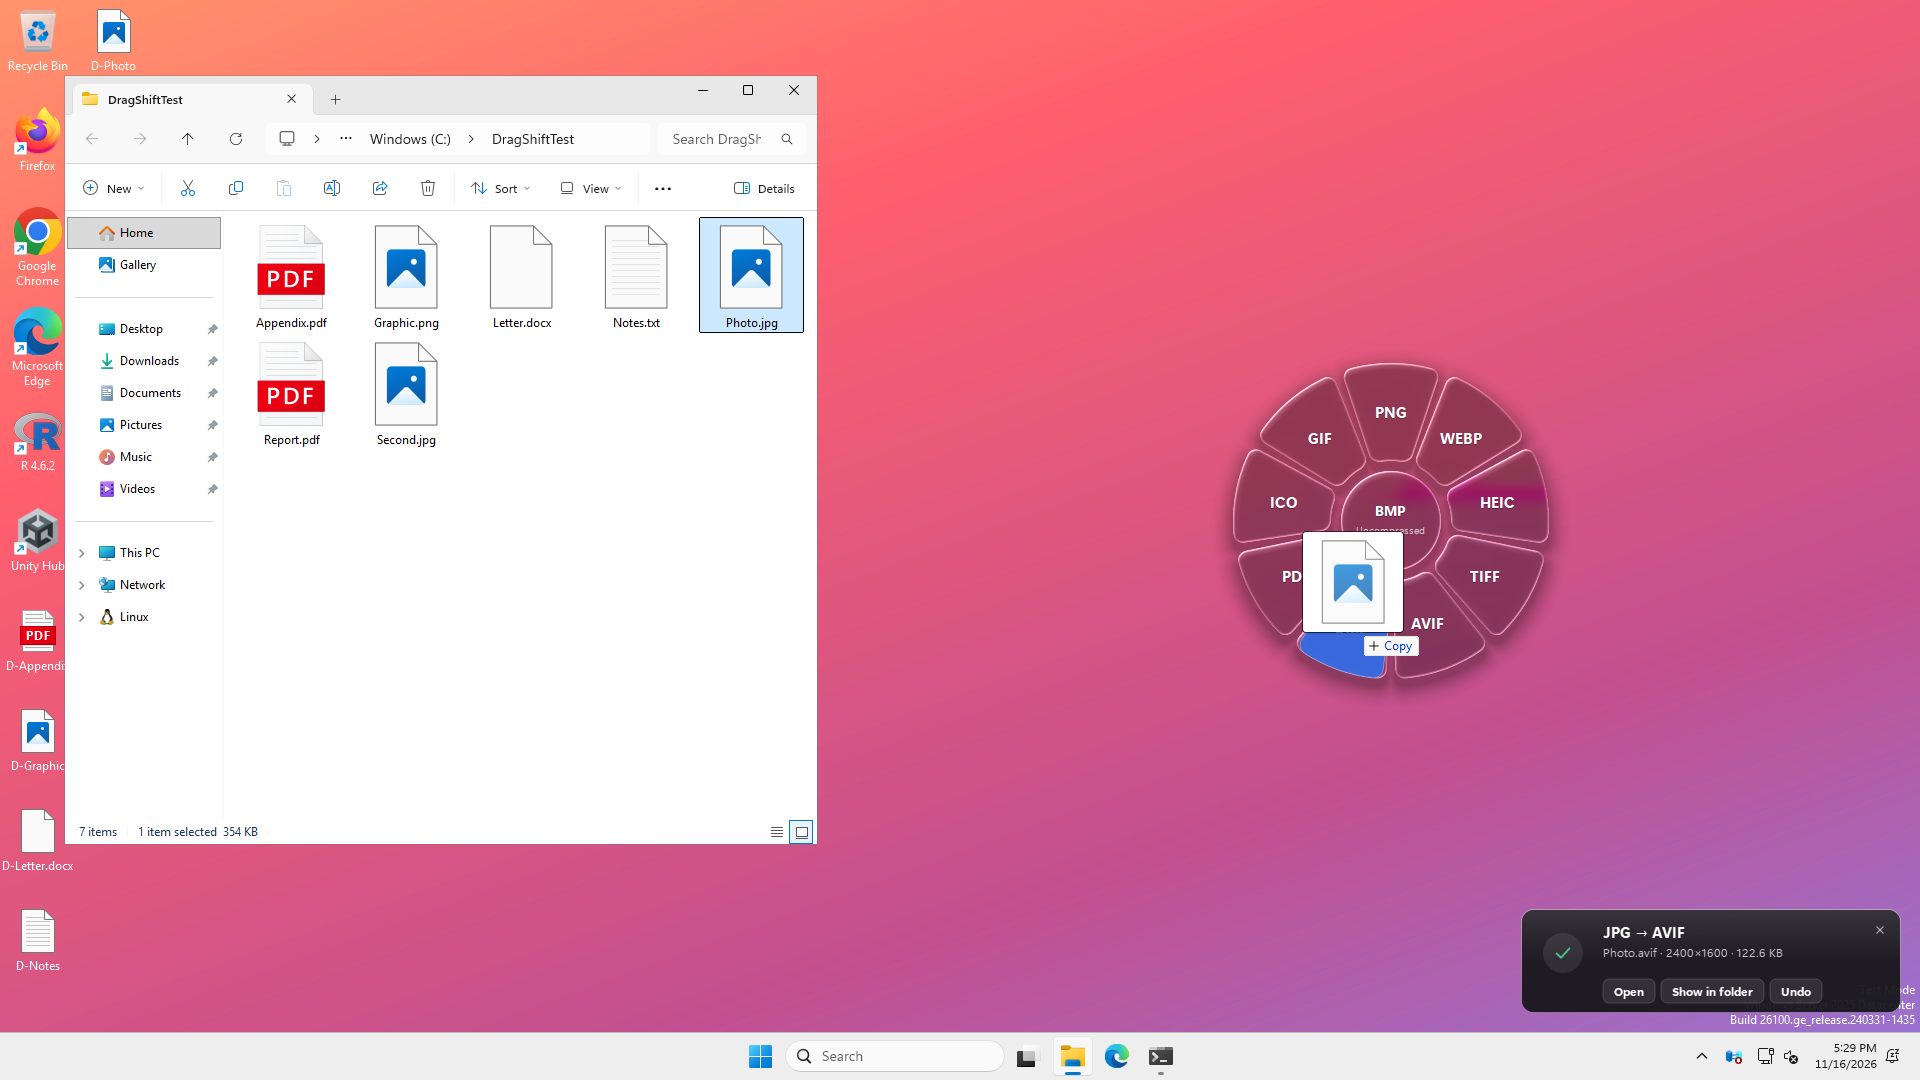 Recycle Bin
D-Photo
Firefox
Google
Chrome
Microsoft
Edge
R 4.6.2
Unity Hub
PDF
D-Appendi
D-Graphic
D-Letter.docx
D-Notes
DragShiftTest
Windows (C:)
DragShiftTest
Search DragSh
New
Sort
View
Details
Home
Gallery
Desktop
Downloads
Documents
Pictures
Music
Videos
This PC
Network
Linux
PDF
Appendix.pdf
Graphic.png
Letter.docx
Notes.txt
Photo.jpg
PDF
Report.pdf
Second.jpg
7 items
1 item selected 354 KB
PNG
GIF
WEBP
ICO
BMP
Uncompressed
HEIC
PD
TIFF
AVIF
Copy
JPG → AVIF
Photo.avif · 2400×1600 · 122.6 KB
Open
Show in folder
Undo
Build 26100.ge_release.240331-1435
Search
5:29 PM
11/16/2026